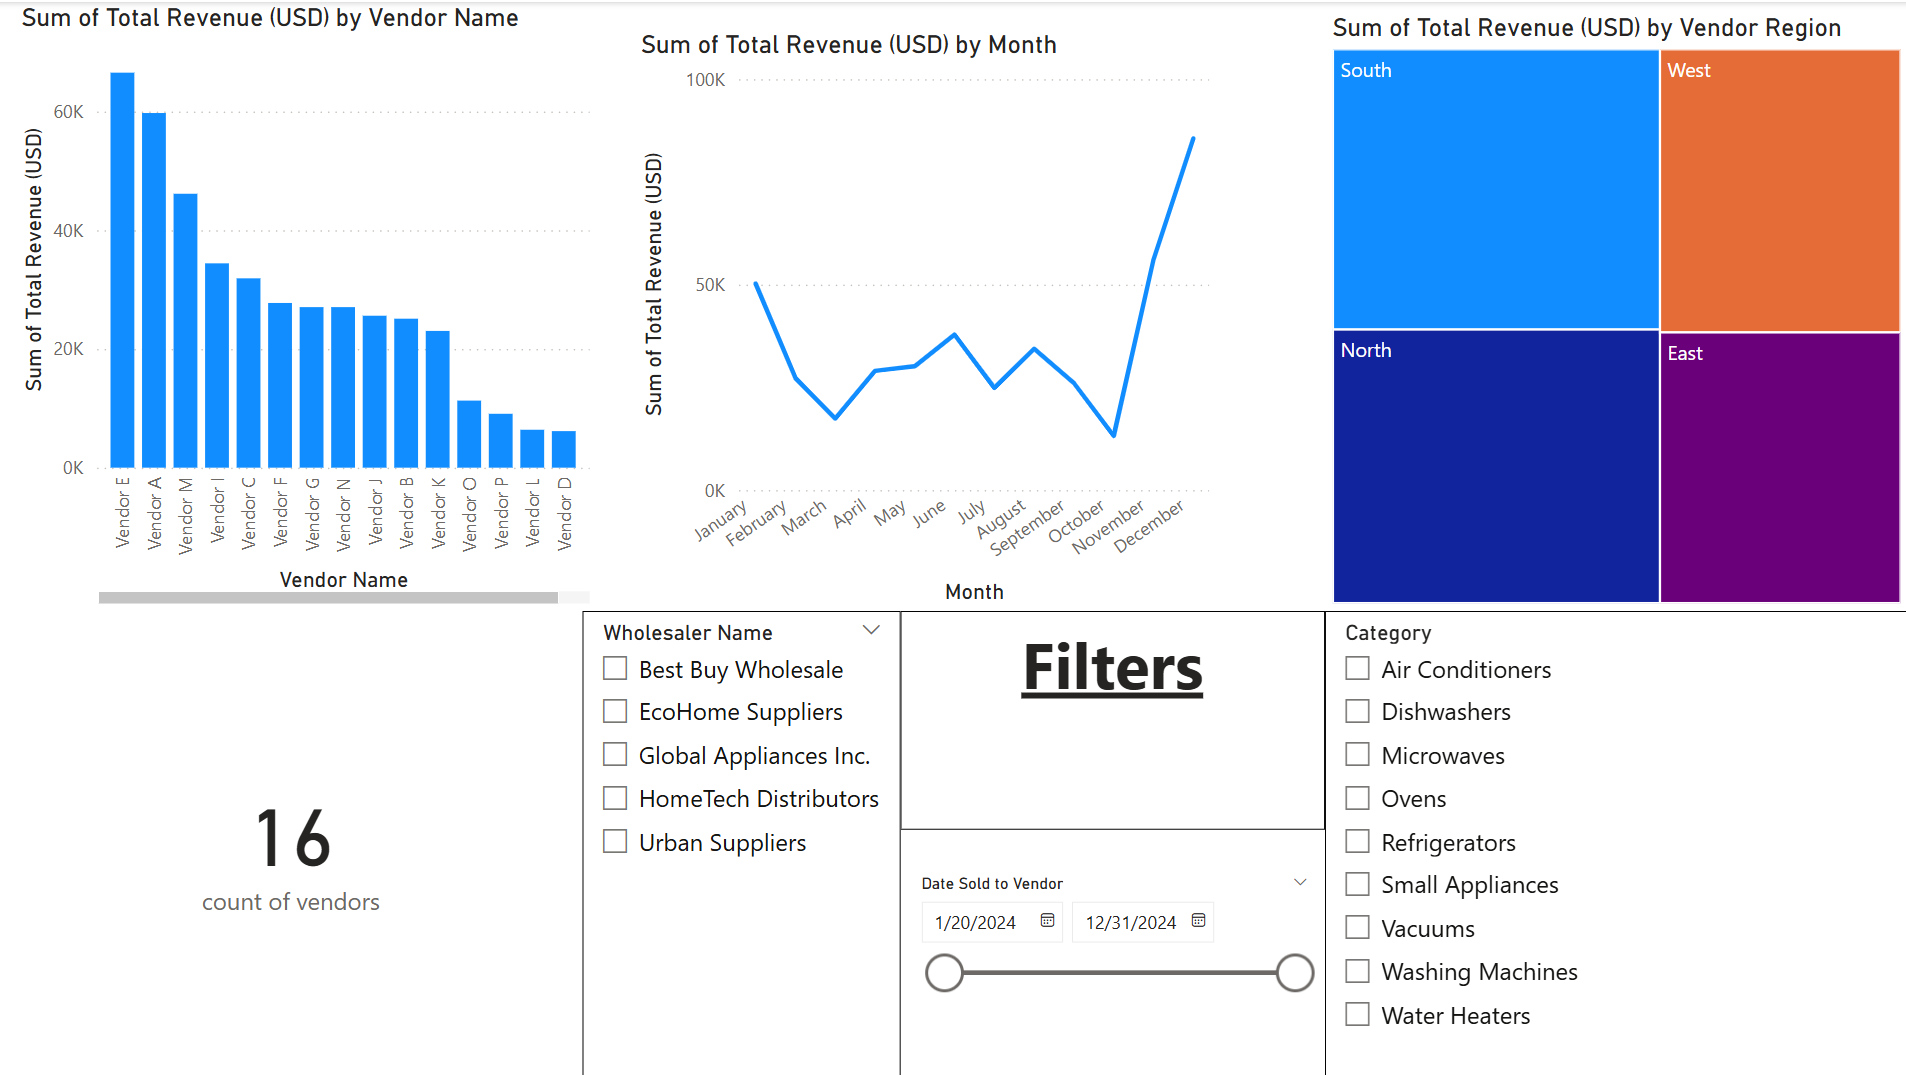 Sum of Total Revenue (USD) by Vendor Name
Sum of Total Revenue (USD)
60K
40K
20K
0K
Vendor E
Vendor A
Vendor M
Vendor I
Vendor C
Vendor F
Vendor G
Vendor N
Vendor J
Vendor B
Vendor K
Vendor O
Vendor P
Vendor L
Vendor D
Vendor Name
Sum of Total Revenue (USD) by Month
Sum of Total Revenue (USD)
100K
50K
0K
January
February
March
April
May
June
July
August
September
October
November
December
Month
Sum of Total Revenue (USD) by Vendor Region
South
West
North
East
16
count of vendors
Wholesaler Name
Best Buy Wholesale
EcoHome Suppliers
Global Appliances Inc.
HomeTech Distributors
Urban Suppliers
Filters
Date Sold to Vendor
1/20/2024
12/31/2024
Category
Air Conditioners
Dishwashers
Microwaves
Ovens
Refrigerators
Small Appliances
Vacuums
Washing Machines
Water Heaters